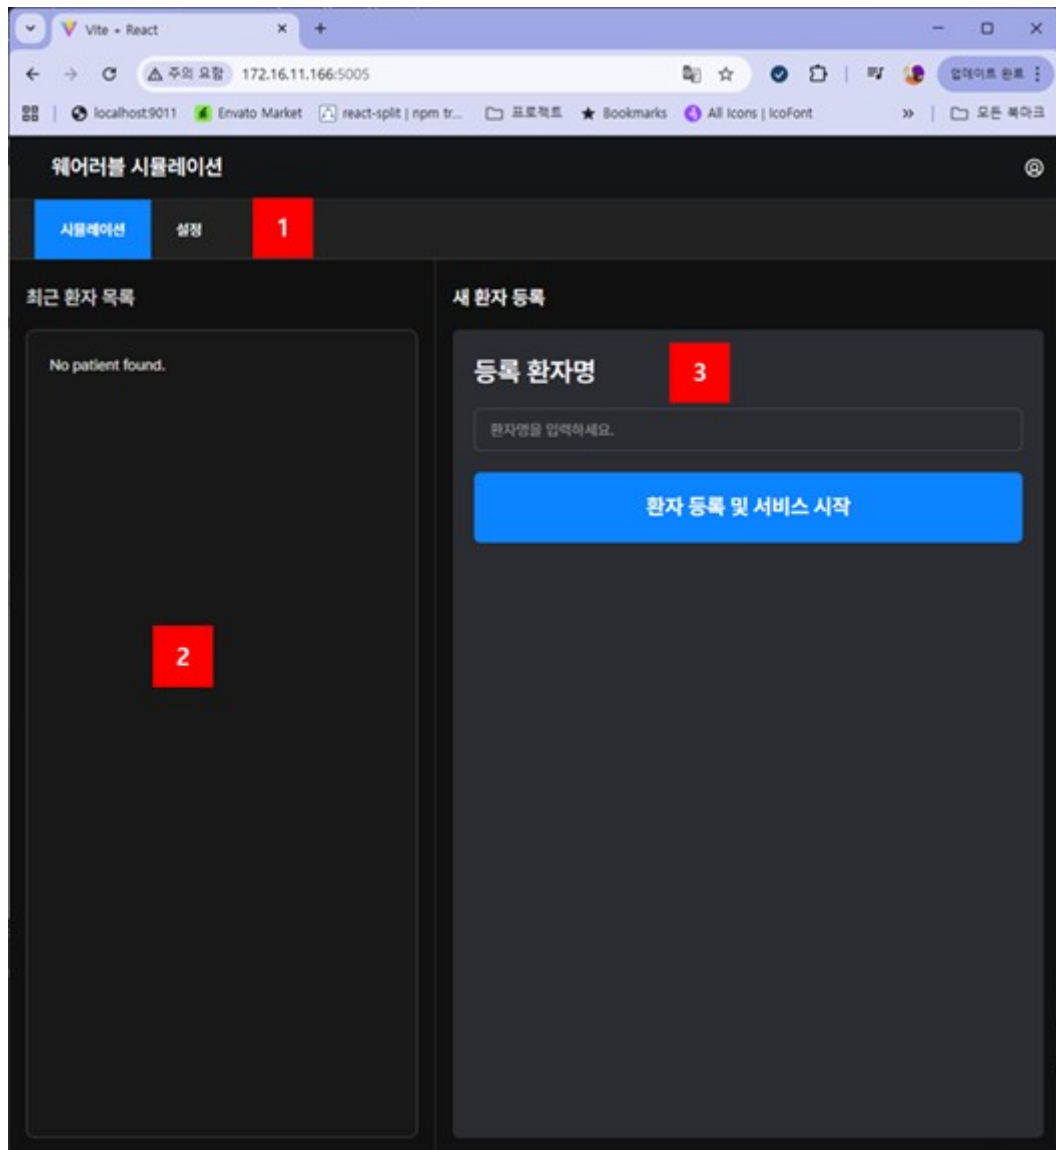 Vite + React
주의 요함 172.16.11.166:5005 업데이트 완료
localhost:9011 Envato Market react-split | npm tr... 프로젝트 Bookmarks All Icons | IcoFont » 모든 북마크
웨어러블 시뮬레이션
시뮬레이션 설정 1
최근 환자 목록
No patient found.
2
새 환자 등록
등록 환자명 3
환자명을 입력하세요.
환자 등록 및 서비스 시작